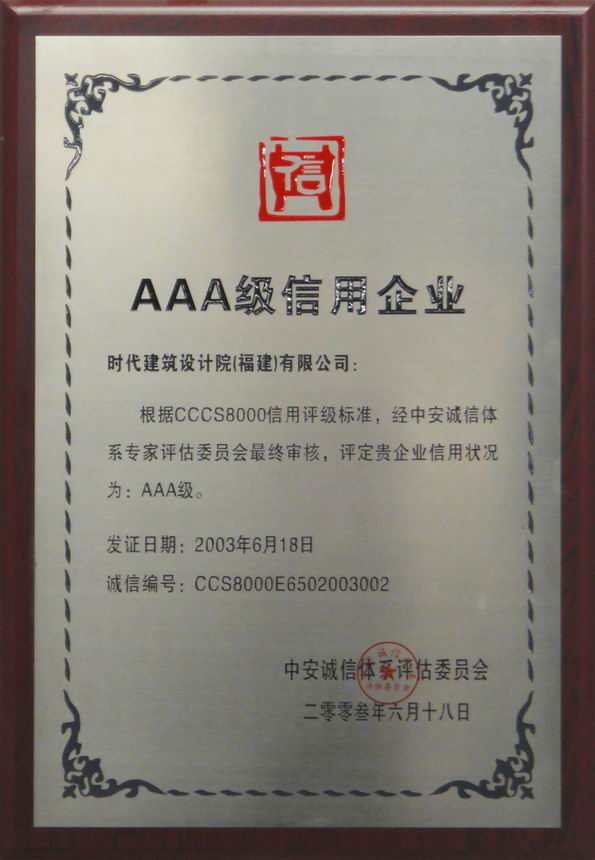 信
AAA级信用企业
时代建筑设计院(福建)有限公司：
根据CCCS8000信用评级标准，经中安诚信体
系专家评估委员会最终审核，评定贵企业信用状况
为：AAA级。
发证日期：2003年6月18日
诚信编号：CCS8000E6502003002
中安诚信体系评估委员会
二零零叁年六月十八日